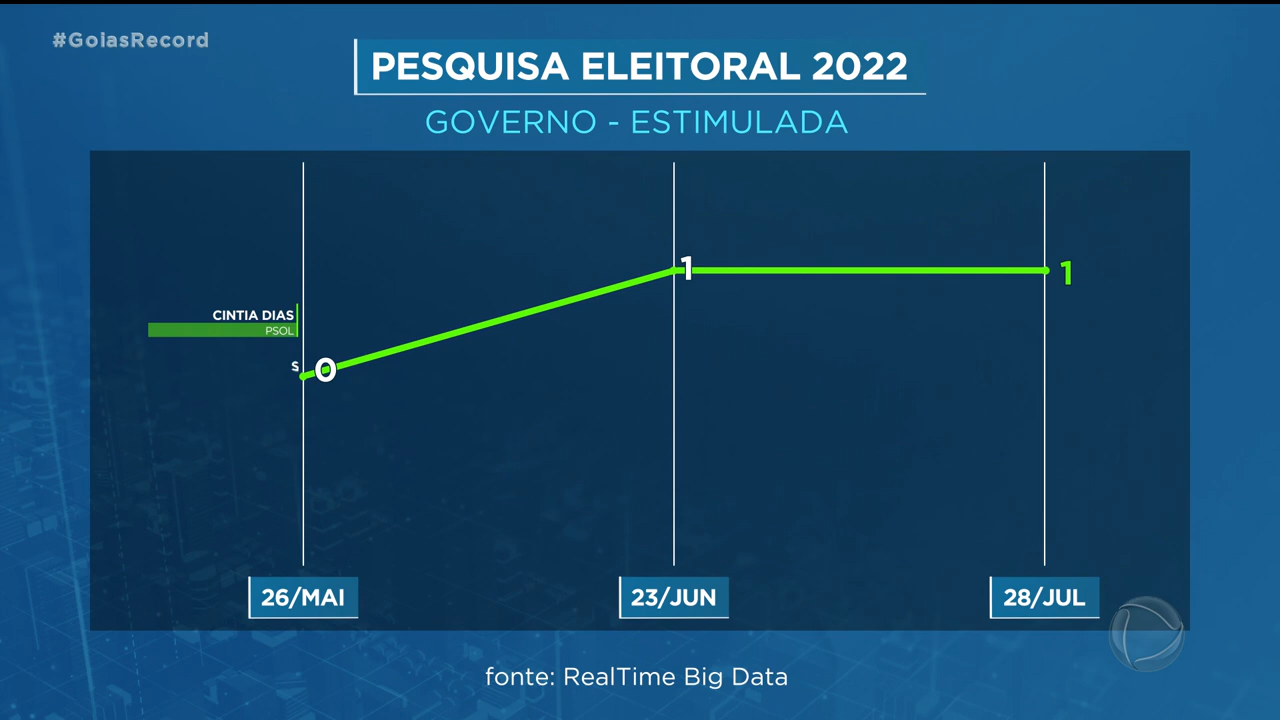 #GoiasRecord
PESQUISA ELEITORAL 2022
GOVERNO - ESTIMULADA
1
1
CINTIA DIAS
PSOL
0
26/MAI
23/JUN
28/JUL
fonte: RealTime Big Data